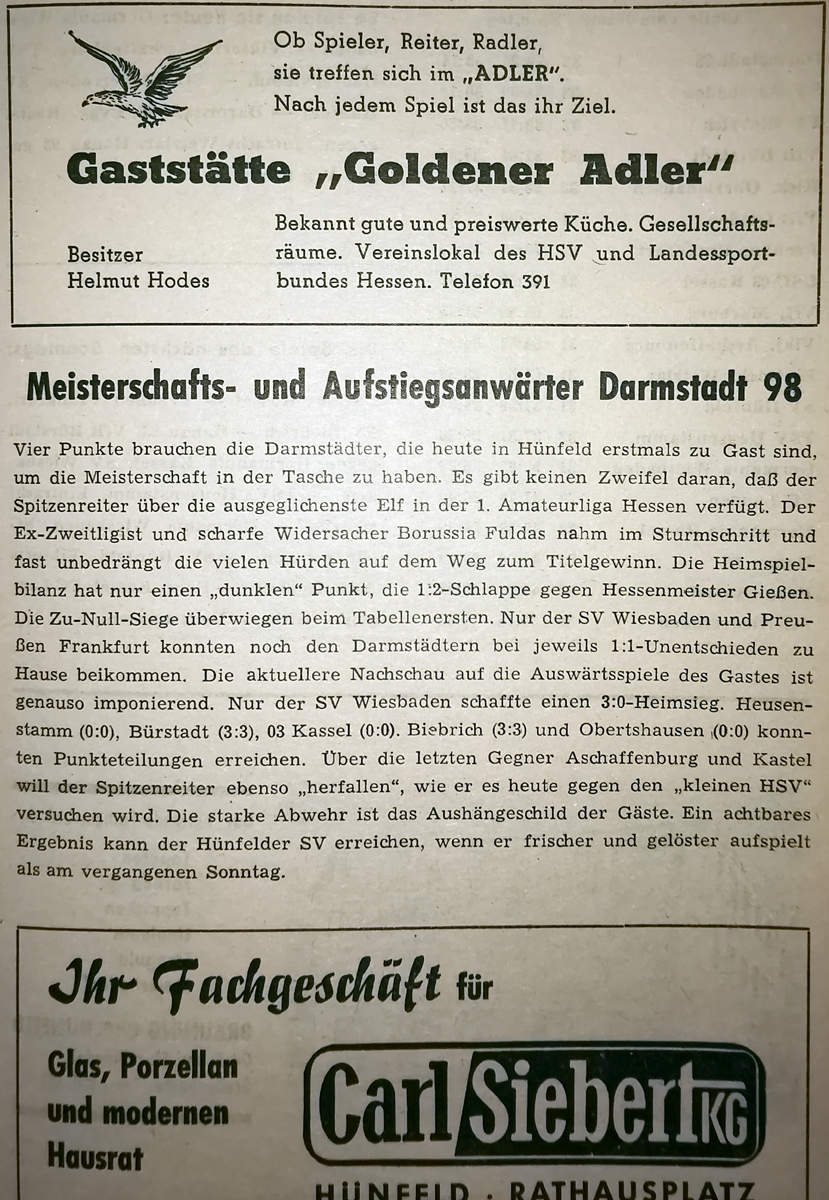 Ob Spieler, Reiter, Radler,
sie treffen sich im „ADLER“.
Nach jedem Spiel ist das ihr Ziel.
Gaststätte „Goldener Adler“
Besitzer
Helmut Hodes
Bekannt gute und preiswerte Küche. Gesellschafts-
räume. Vereinslokal des HSV und Landessport-
bundes Hessen. Telefon 391
Meisterschafts- und Aufstiegsanwärter Darmstadt 98
Vier Punkte brauchen die Darmstädter, die heute in Hünfeld erstmals zu Gast sind,
um die Meisterschaft in der Tasche zu haben. Es gibt keinen Zweifel daran, daß der
Spitzenreiter über die ausgeglichenste Elf in der 1. Amateurliga Hessen verfügt. Der
Ex-Zweitligist und scharfe Widersacher Borussia Fuldas nahm im Sturmschritt und
fast unbedrängt die vielen Hürden auf dem Weg zum Titelgewinn. Die Heimspiel-
bilanz hat nur einen „dunklen“ Punkt, die 1:2-Schlappe gegen Hessenmeister Gießen.
Die Zu-Null-Siege überwiegen beim Tabellenersten. Nur der SV Wiesbaden und Preu-
ßen Frankfurt konnten noch den Darmstädtern bei jeweils 1:1-Unentschieden zu
Hause beikommen. Die aktuellere Nachschau auf die Auswärtsspiele des Gastes ist
genauso imponierend. Nur der SV Wiesbaden schaffte einen 3:0-Heimsieg. Heusen-
stamm (0:0), Bürstadt (3:3), 03 Kassel (0:0). Biebrich (3:3) und Obertshausen (0:0) konn-
ten Punkteteilungen erreichen. Über die letzten Gegner Aschaffenburg und Kastel
will der Spitzenreiter ebenso „herfallen“, wie er es heute gegen den „kleinen HSV“
versuchen wird. Die starke Abwehr ist das Aushängeschild der Gäste. Ein achtbares
Ergebnis kann der Hünfelder SV erreichen, wenn er frischer und gelöster aufspielt
als am vergangenen Sonntag.
Ihr Fachgeschäft für
Glas, Porzellan
und modernen
Hausrat
Carl Siebert KG
HÜNFELD · RATHAUSPLATZ